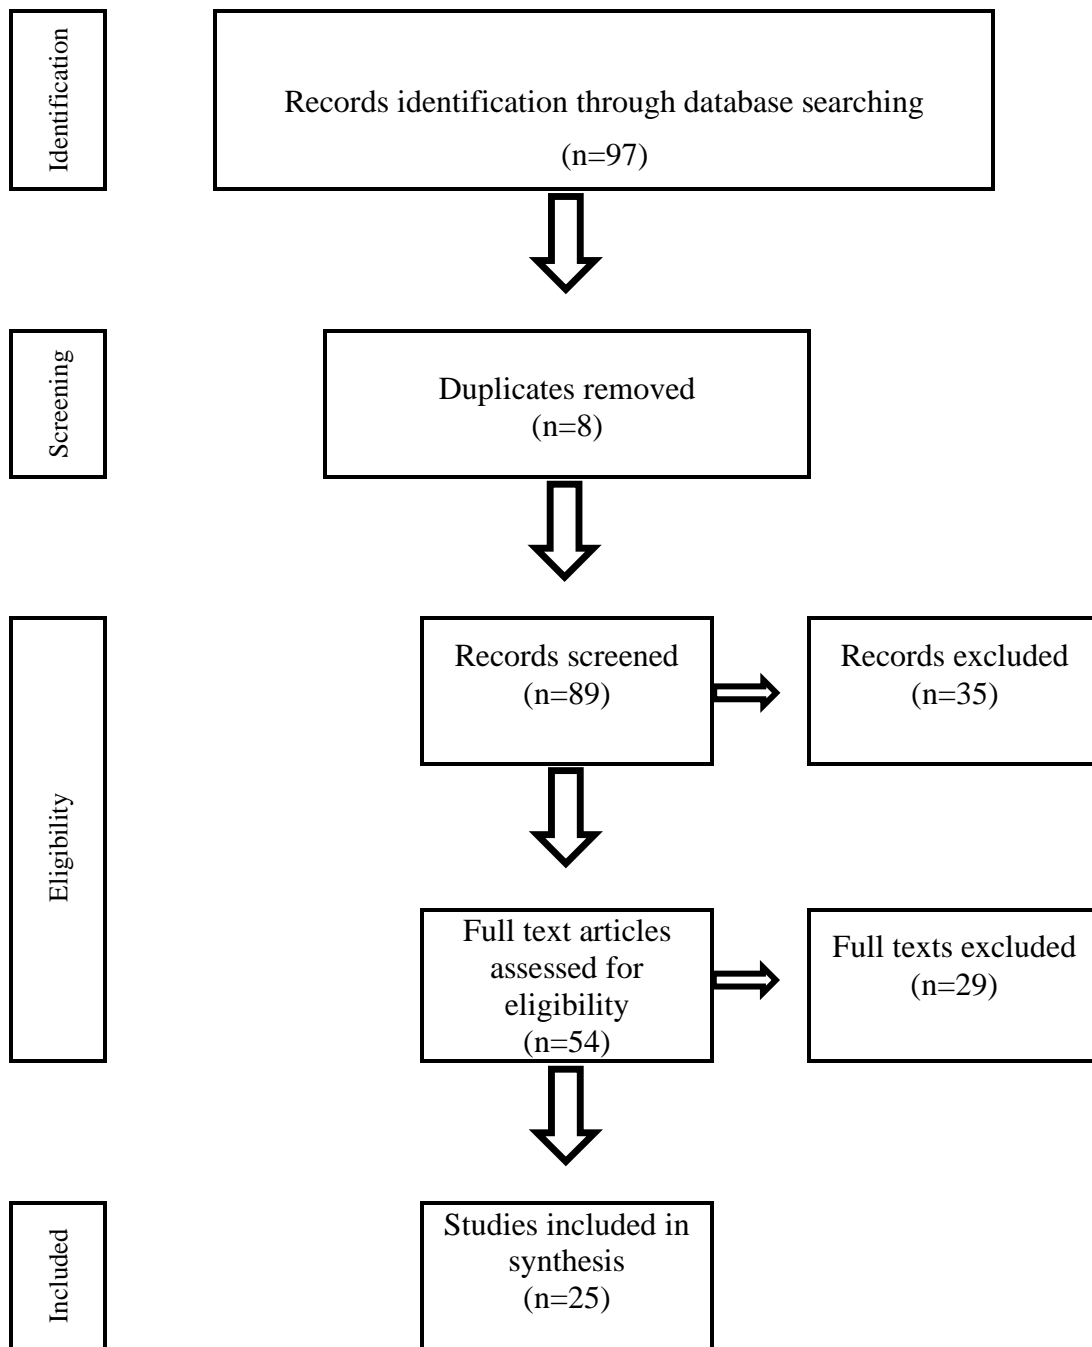 Identification
Records identification through database searching
(n=97)
Screening
Duplicates removed
(n=8)
Eligibility
Records screened
(n=89)
Records excluded
(n=35)
Full text articles
assessed for
eligibility
(n=54)
Full texts excluded
(n=29)
Included
Studies included in
synthesis
(n=25)